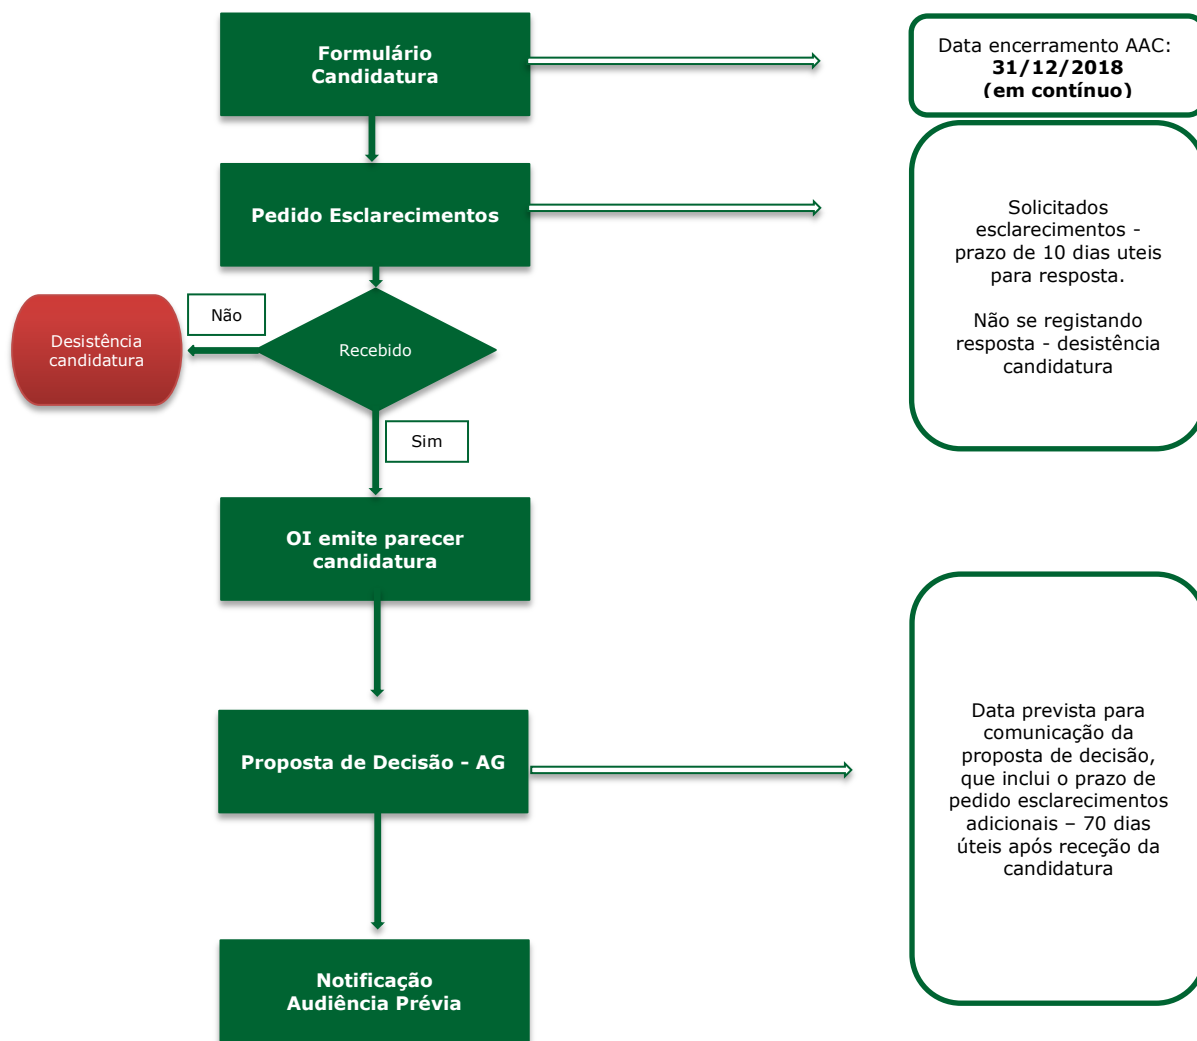 Formulário
Candidatura
Data encerramento AAC:
31/12/2018
(em contínuo)
Pedido Esclarecimentos
Solicitados
esclarecimentos -
prazo de 10 dias uteis
para resposta.
Não se registando
resposta - desistência
candidatura
Não
Desistência
candidatura
Recebido
Sim
OI emite parecer
candidatura
Proposta de Decisão - AG
Data prevista para
comunicação da
proposta de decisão,
que inclui o prazo de
pedido esclarecimentos
adicionais – 70 dias
úteis após receção da
candidatura
Notificação
Audiência Prévia